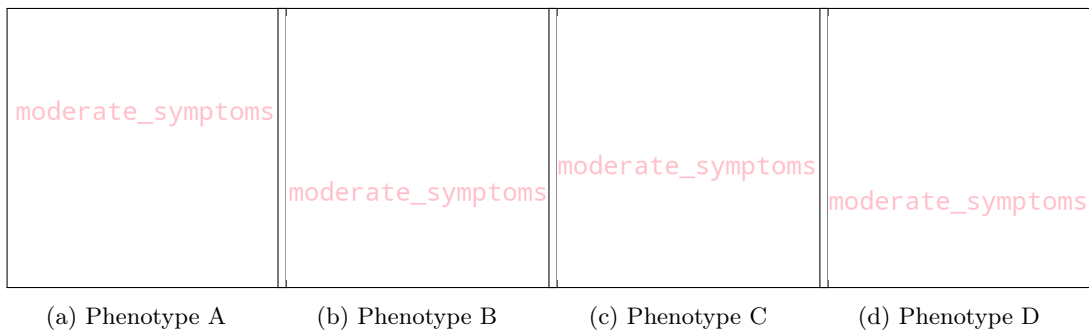 moderate_symptoms
moderate_symptoms
moderate_symptoms
moderate_symptoms
(a) Phenotype A
(b) Phenotype B
(c) Phenotype C
(d) Phenotype D